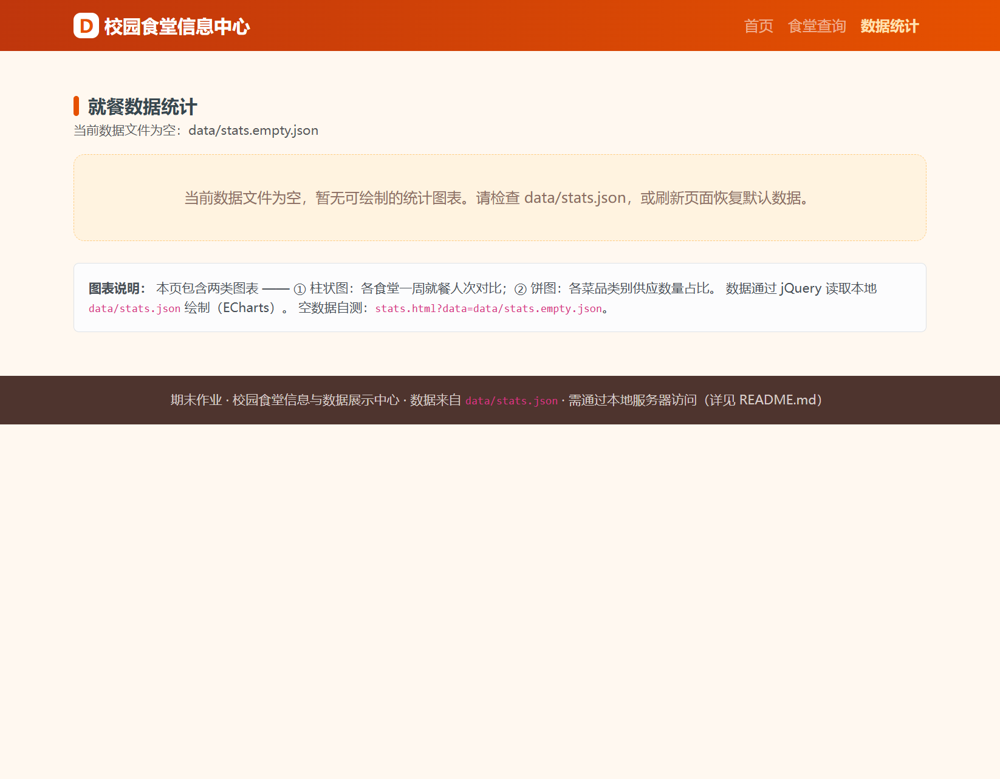 D 校园食堂信息中心
首页 食堂查询 数据统计
就餐数据统计
当前数据文件为空：data/stats.empty.json
当前数据文件为空，暂无可绘制的统计图表。请检查 data/stats.json，或刷新页面恢复默认数据。
图表说明： 本页包含两类图表 —— ① 柱状图：各食堂一周就餐人次对比；② 饼图：各菜品类别供应数量占比。 数据通过 jQuery 读取本地
data/stats.json 绘制（ECharts）。 空数据自测：stats.html?data=data/stats.empty.json。
期末作业 · 校园食堂信息与数据展示中心 · 数据来自 data/stats.json · 需通过本地服务器访问（详见 README.md）